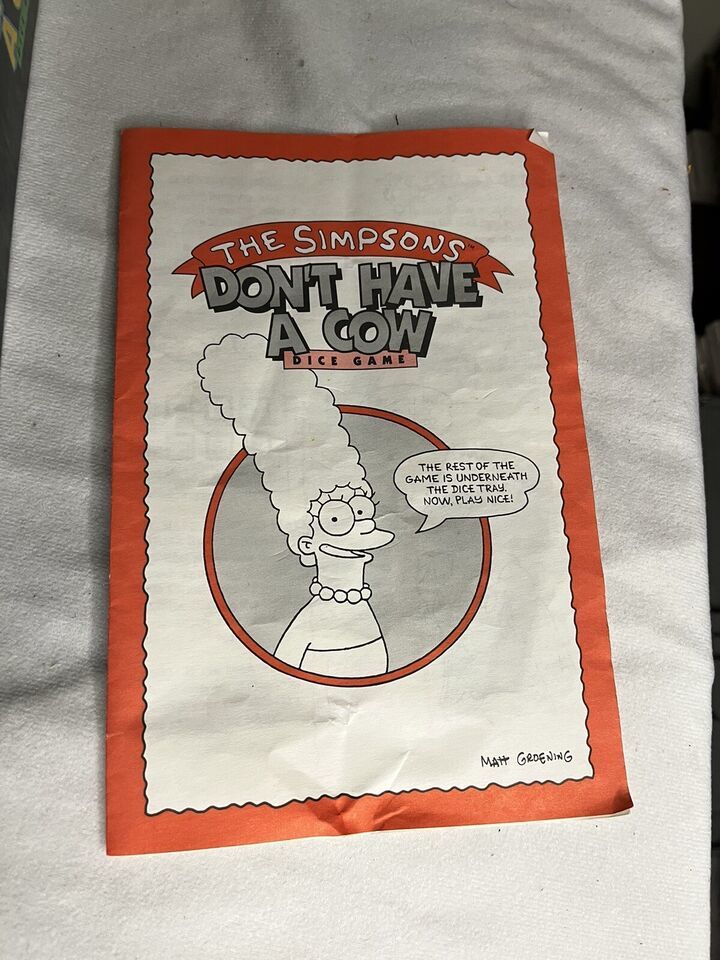 THE SIMPSONS™
DON'T HAVE
A COW
DICE GAME
THE REST OF THE
GAME IS UNDERNEATH
THE DICE TRAY.
NOW, PLAY NICE!
MATT GROENING